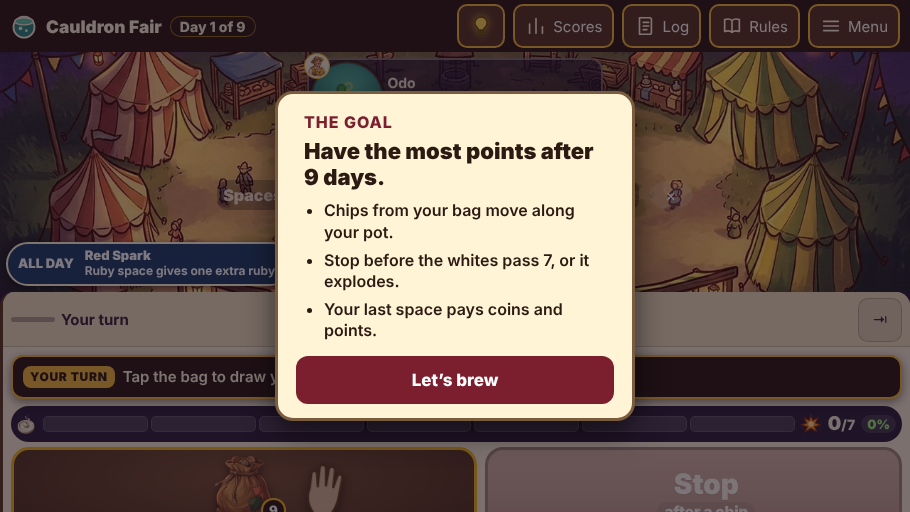 Cauldron Fair
Day 1 of 9
Scores
Log
Rules
Menu
Odo
THE GOAL
Have the most points after
9 days.
• Chips from your bag move along
your pot.
• Stop before the whites pass 7, or it
explodes.
• Your last space pays coins and
points.
Let's brew
Spaces
ALL DAY
Red Spark
Ruby space gives one extra ruby
Your turn
YOUR TURN
Tap the bag to draw
0/7
0%
9
Stop
after a chip